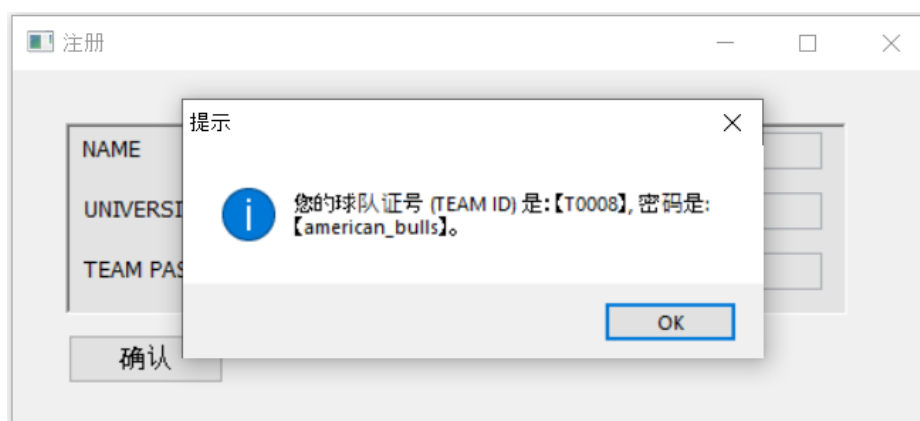 注册
提示
NAME
您的球队证号 (TEAM ID) 是:【T0008】, 密码是:
【american_bulls】。
UNIVERSI
TEAM PAS
OK
确认